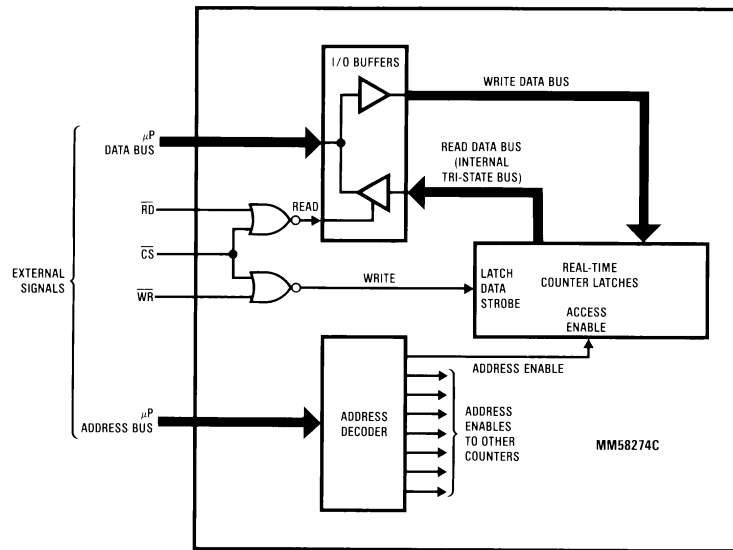 I/O BUFFERS
WRITE DATA BUS
μP
DATA BUS
READ DATA BUS
(INTERNAL
TRI-STATE BUS)
RD
READ
CS
EXTERNAL
SIGNALS
WR
WRITE
LATCH
DATA
STROBE
REAL-TIME
COUNTER LATCHES
ACCESS
ENABLE
ADDRESS ENABLE
μP
ADDRESS BUS
ADDRESS
DECODER
ADDRESS
ENABLES
TO OTHER
COUNTERS
MM58274C